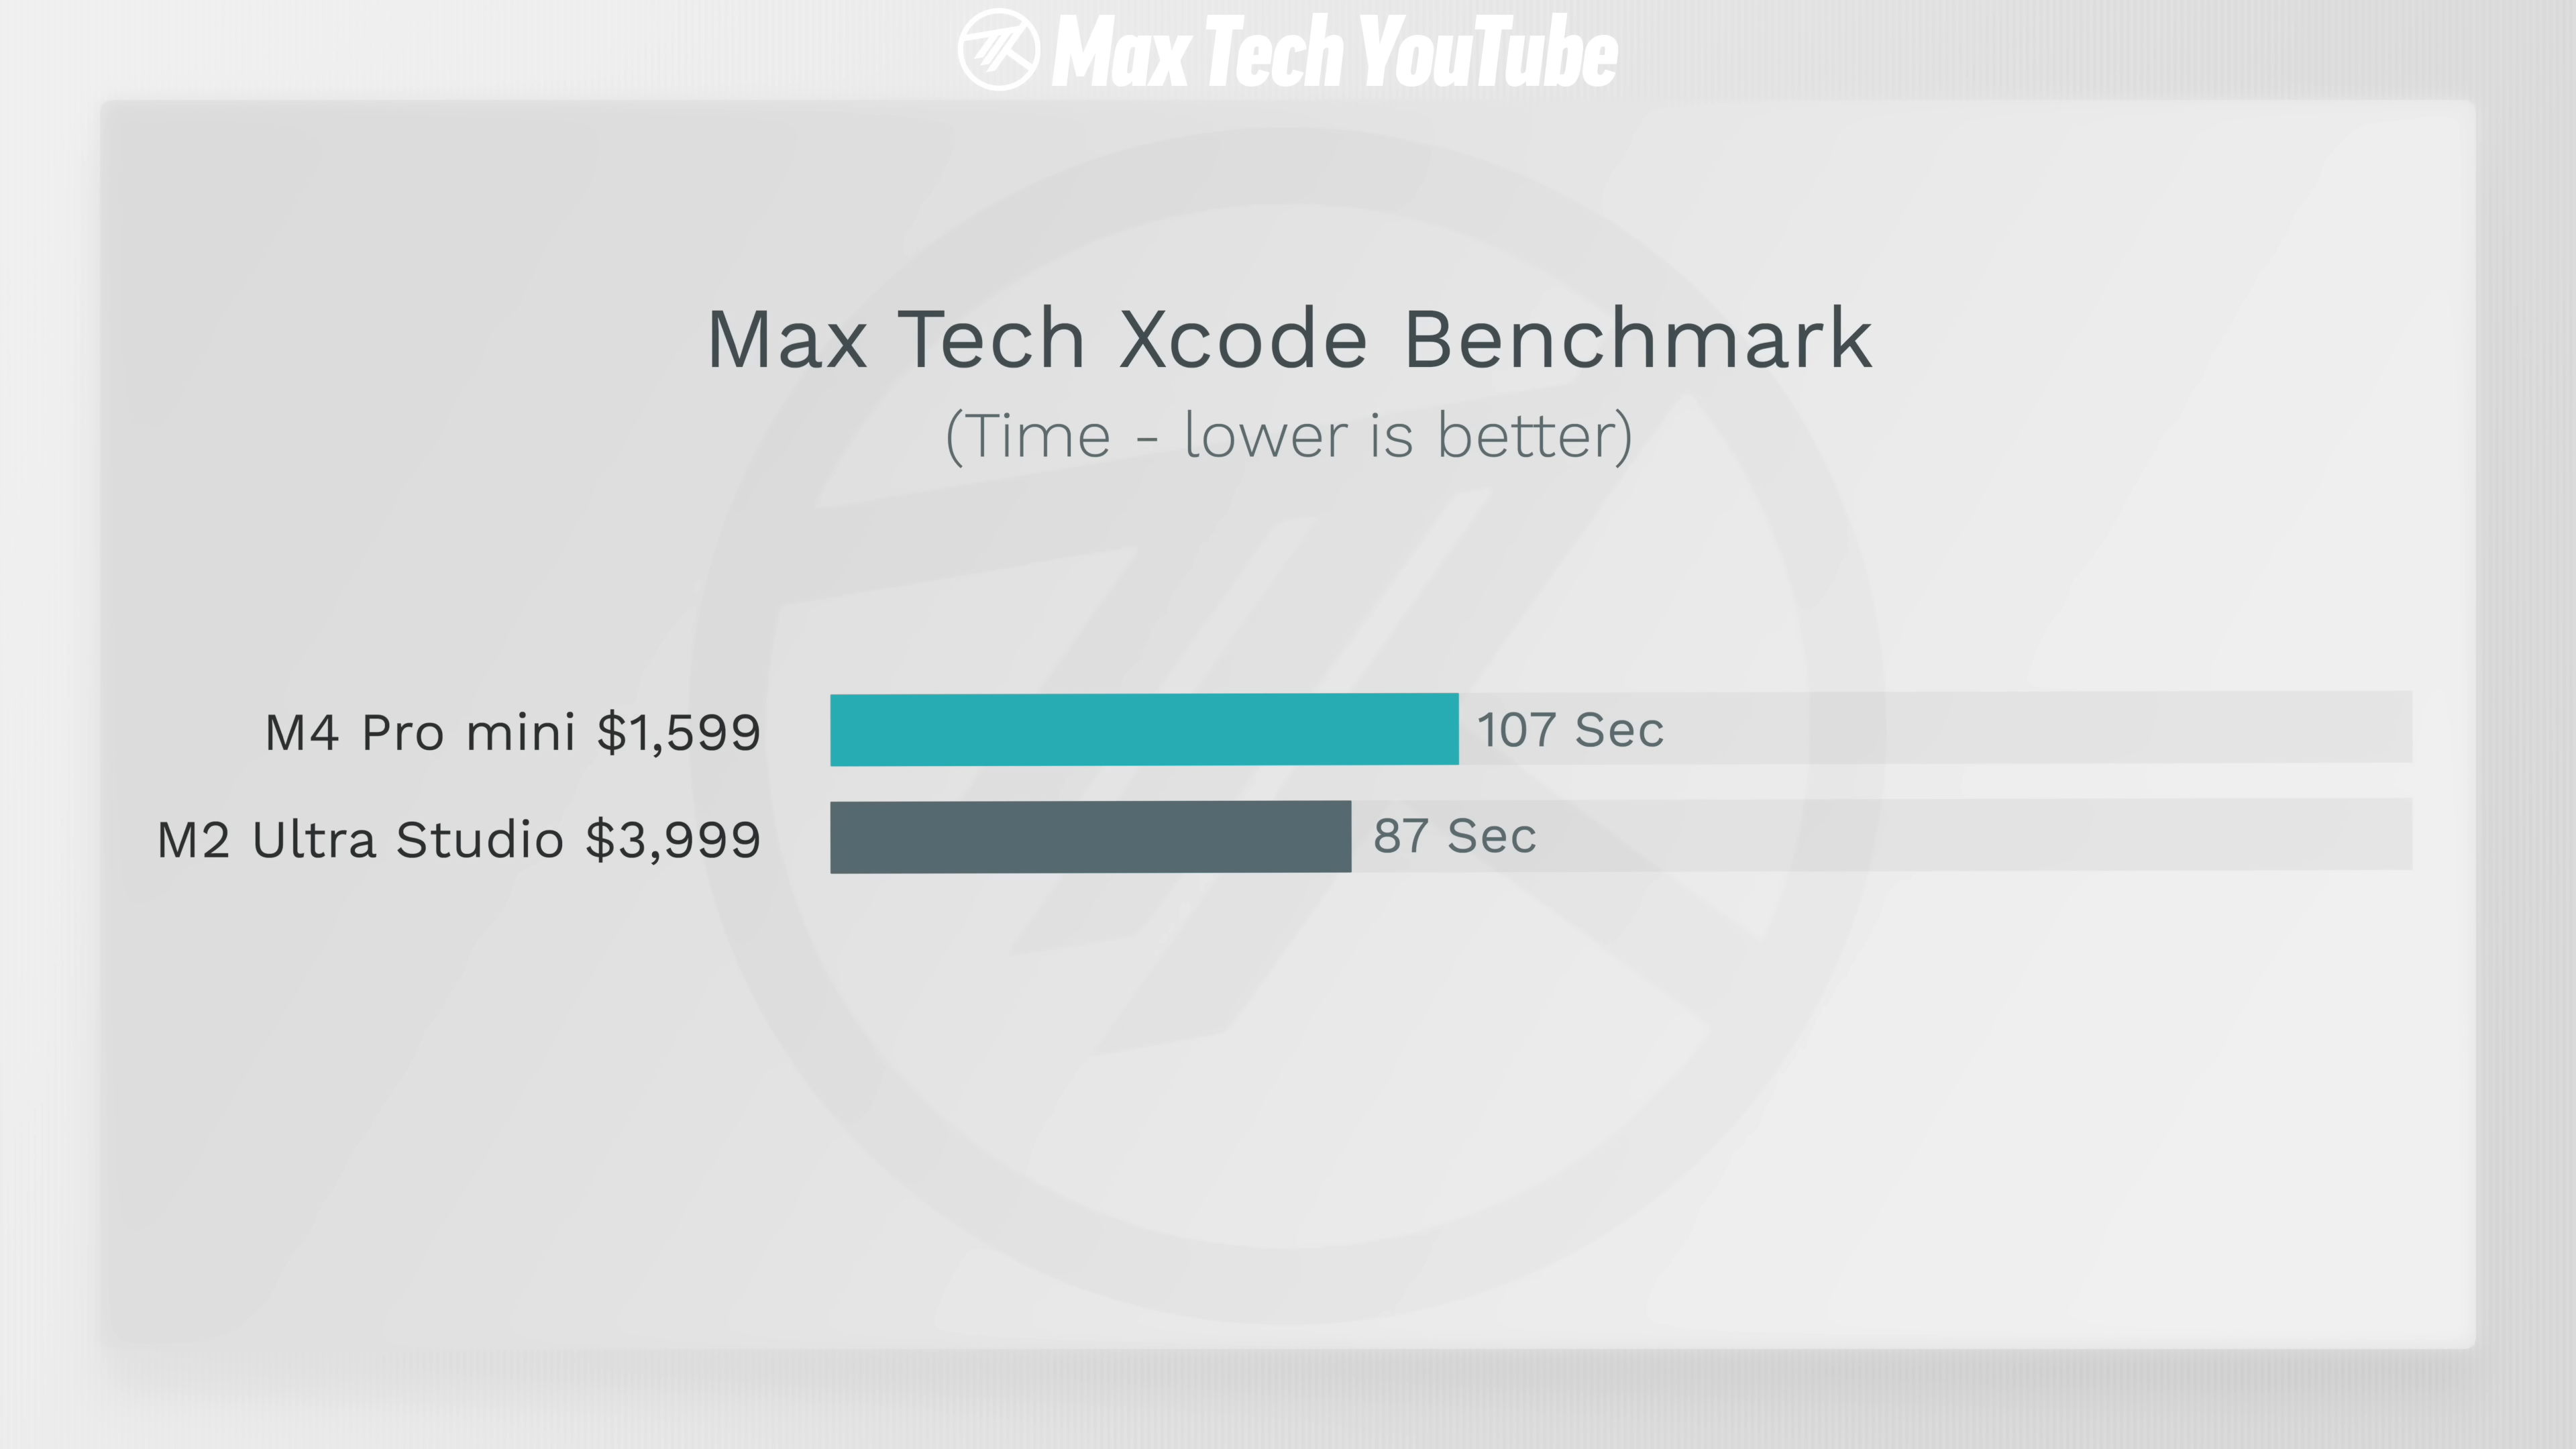 Max Tech YouTube
Max Tech Xcode Benchmark
(Time - lower is better)
M4 Pro mini $1,599
107 Sec
M2 Ultra Studio $3,999
87 Sec